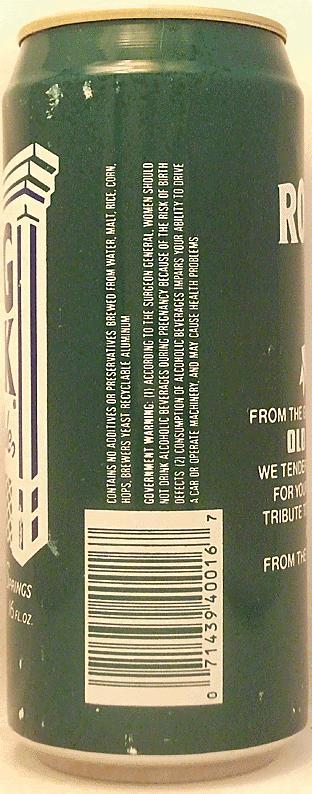 CONTAINS NO ADDITIVES OR PRESERVATIVES BREWED FROM WATER, MALT, RICE, CORN,
HOPS, BREWERS YEAST RECYCLABLE ALUMINUM
GOVERNMENT WARNING: (1) ACCORDING TO THE SURGEON GENERAL, WOMEN SHOULD
NOT DRINK ALCOHOLIC BEVERAGES DURING PREGNANCY BECAUSE OF THE RISK OF BIRTH
DEFECTS (2) CONSUMPTION OF ALCOHOLIC BEVERAGES IMPAIRS YOUR ABILITY TO DRIVE
A CAR OR OPERATE MACHINERY, AND MAY CAUSE HEALTH PROBLEMS
0 71439 40016 7
G
K
16 FL. OZ.
RO
FROM THE
OLD
WE TENDE
FOR YOU
TRIBUTE T
FROM THE